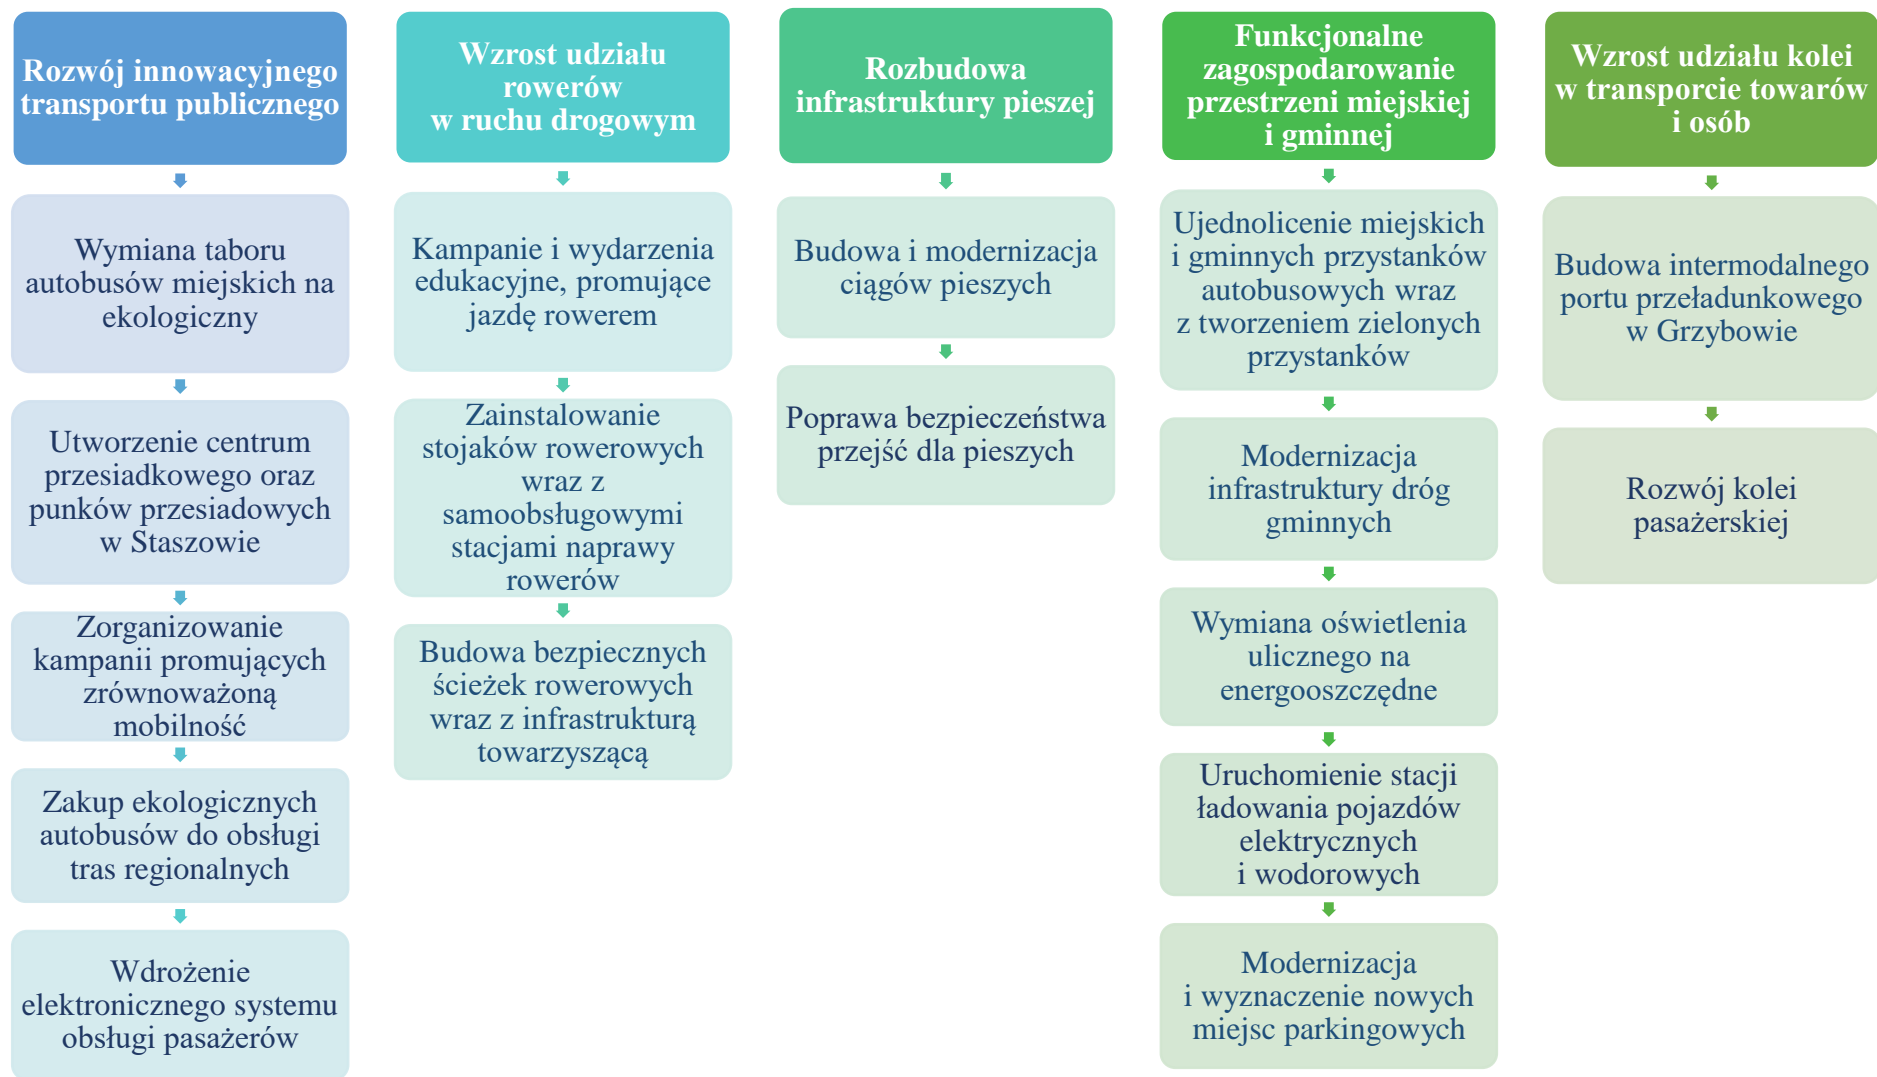 Rozwój innowacyjnego
transportu publicznego
Wymiana taboru
autobusów miejskich na
ekologiczny
Utworzenie centrum
przesiadkowego oraz
punków przesiadowych
w Staszowie
Zorganizowanie
kampanii promujących
zrównoważoną
mobilność
Zakup ekologicznych
autobusów do obsługi
tras regionalnych
Wdrożenie
elektronicznego systemu
obsługi pasażerów
Wzrost udziału
rowerów
w ruchu drogowym
Kampanie i wydarzenia
edukacyjne, promujące
jazdę rowerem
Zainstalowanie
stojaków rowerowych
wraz z
samoobsługowymi
stacjami naprawy
rowerów
Budowa bezpiecznych
ścieżek rowerowych
wraz z infrastrukturą
towarzyszącą
Rozbudowa
infrastruktury pieszej
Budowa i modernizacja
ciągów pieszych
Poprawa bezpieczeństwa
przejść dla pieszych
Funkcjonalne
zagospodarowanie
przestrzeni miejskiej
i gminnej
Ujednolicenie miejskich
i gminnych przystanków
autobusowych wraz
z tworzeniem zielonych
przystanków
Modernizacja
infrastruktury dróg
gminnych
Wymiana oświetlenia
ulicznego na
energooszczędne
Uruchomienie stacji
ładowania pojazdów
elektrycznych
i wodorowych
Modernizacja
i wyznaczenie nowych
miejsc parkingowych
Wzrost udziału kolei
w transporcie towarów
i osób
Budowa intermodalnego
portu przeładunkowego
w Grzybowie
Rozwój kolei
pasażerskiej